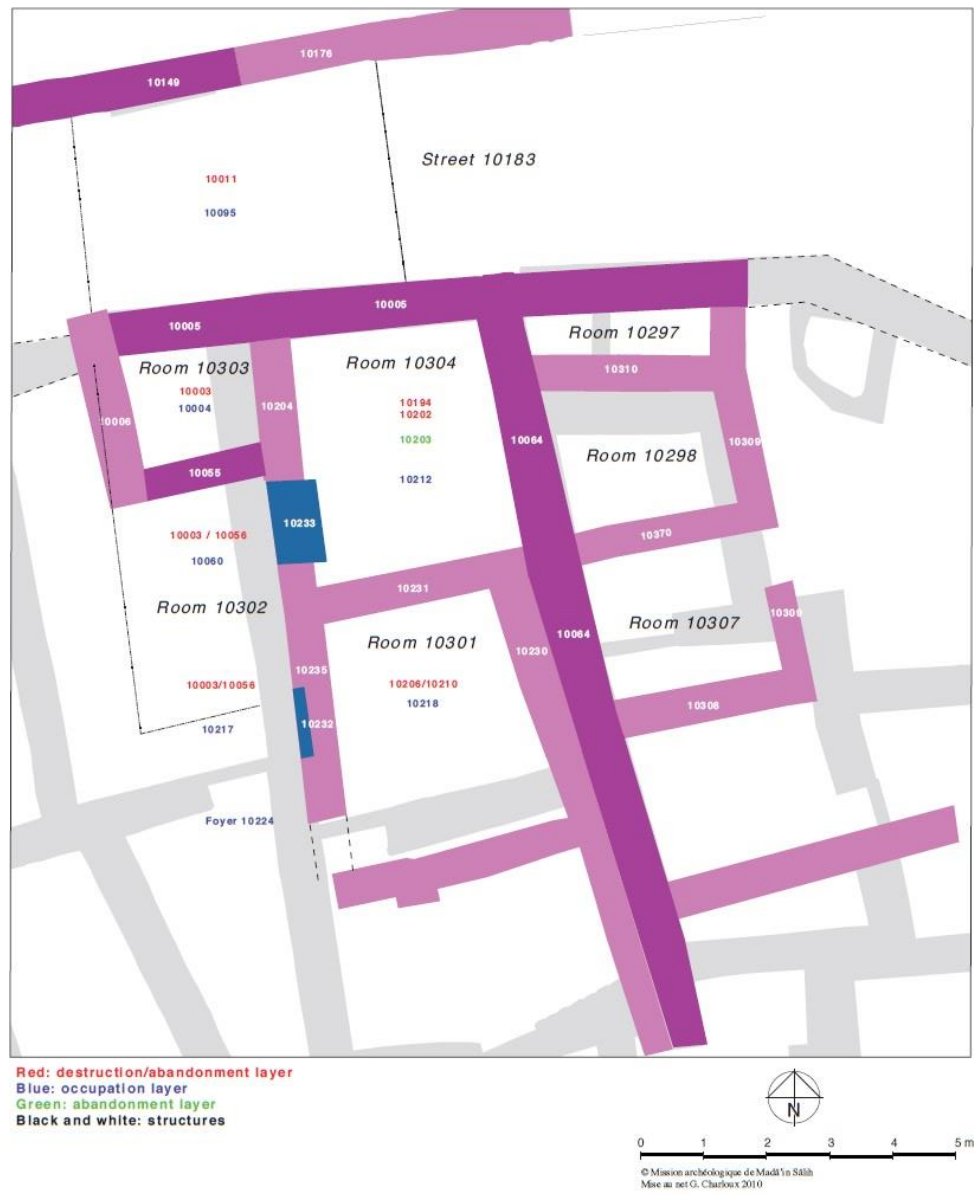 10176
10149
Street 10183
10011
10095
10005
10005
Room 10297
Room 10303
Room 10304
10310
10003
10004
10194
10202
10204
10006
10203
10064
10309
Room 10298
10055
10212
10233
10003 / 10056
10370
10060
10231
Room 10302
10309
Room 10307
10064
Room 10301
10230
10235
10003/10056
10206/10210
10218
10308
10232
10217
Foyer 10224
Red: destruction/abandonment layer
Blue: occupation layer
Green: abandonment layer
Black and white: structures
N
0 1 2 3 4 5 m
© Mission archéologique de Madâ'in Sâlih
Mise au net G. Charloux 2010